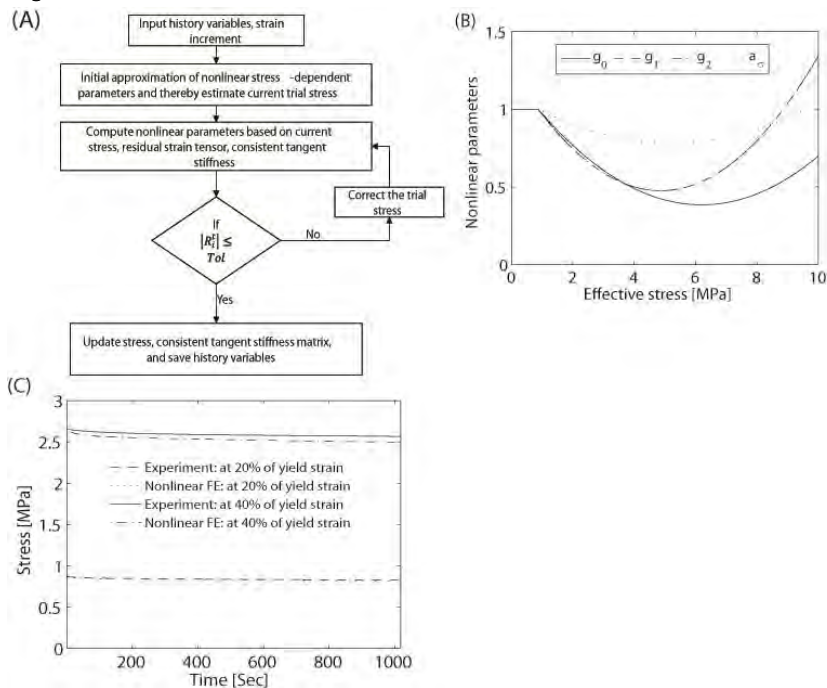 (A)
Input history variables, strain
increment
Initial approximation of nonlinear stress -dependent
parameters and thereby estimate current trial stress
Compute nonlinear parameters based on current
stress, residual strain tensor, consistent tangent
stiffness
Correct the trial
stress
If
|R_i^t| ≤
Tol
No
Yes
Update stress, consistent tangent stiffness matrix,
and save history variables
(B)
1.5
1
0.5
0
Nonlinear parameters
g_0 g_1 g_2 a_σ
0 2 4 6 8 10
Effective stress [MPa]
(C)
3
2.5
2
1.5
1
0.5
0
Stress [MPa]
Experiment: at 20% of yield strain
Nonlinear FE: at 20% of yield strain
Experiment: at 40% of yield strain
Nonlinear FE: at 40% of yield strain
200 400 600 800 1000
Time [Sec]